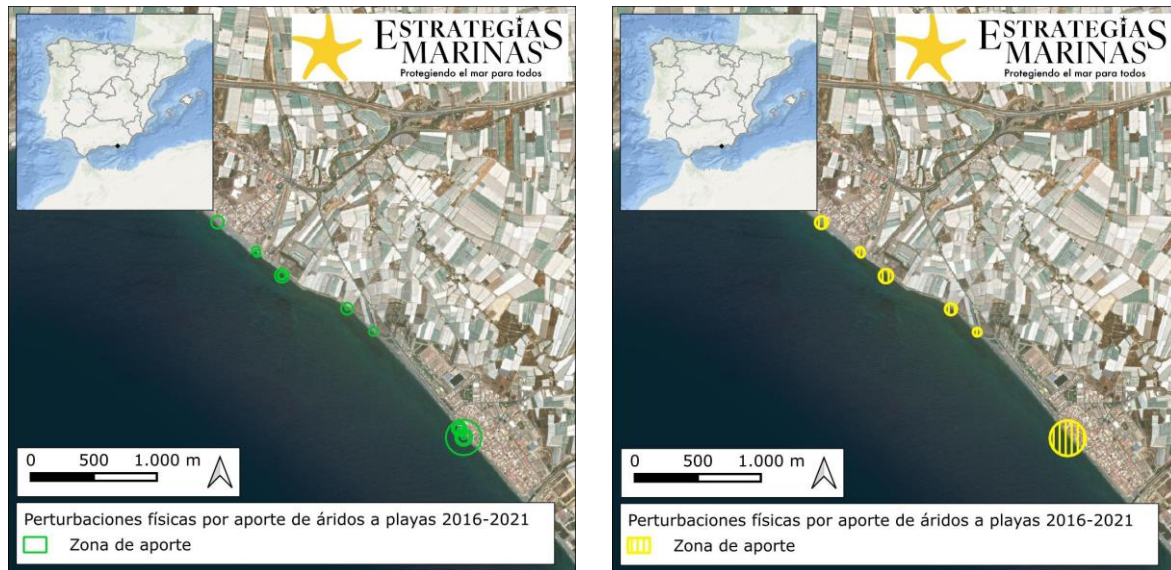 ESTRATEGIAS
MARINAS
Protegiendo el mar para todos
0 500 1.000 m
Perturbaciones físicas por aporte de áridos a playas 2016-2021
Zona de aporte
ESTRATEGIAS
MARINAS
Protegiendo el mar para todos
0 500 1.000 m
Perturbaciones físicas por aporte de áridos a playas 2016-2021
Zona de aporte